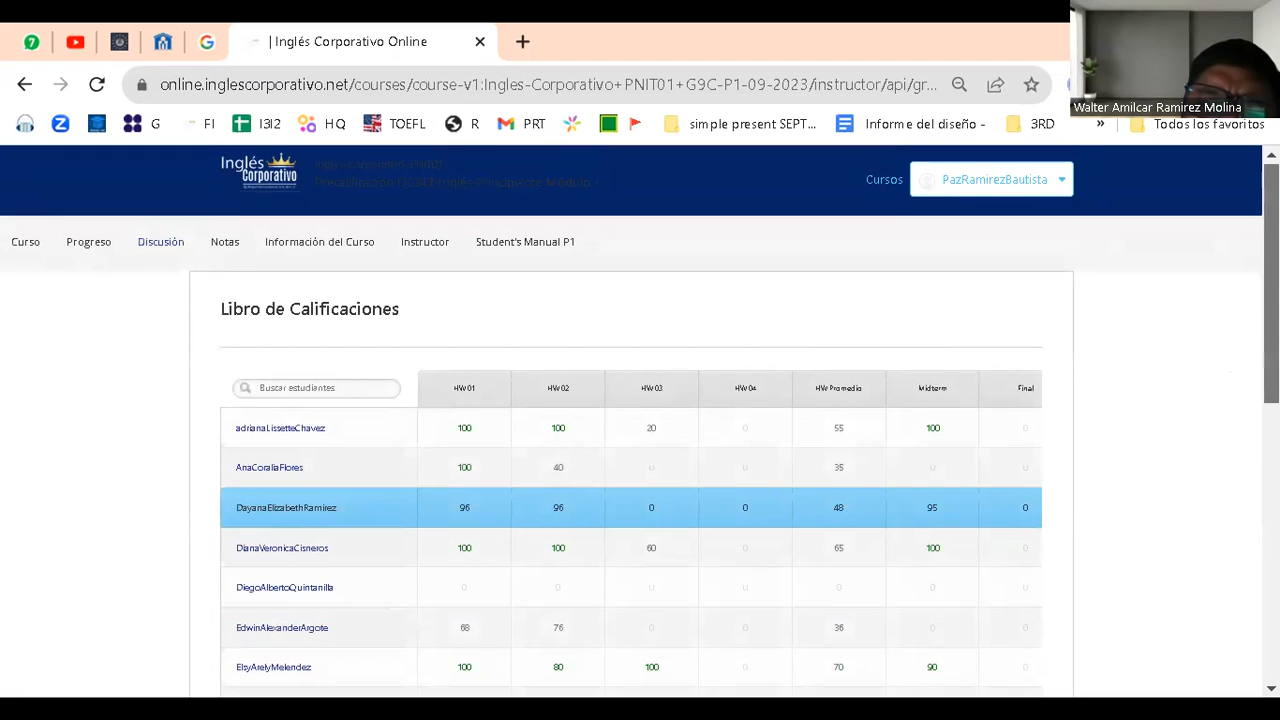 | Inglés Corporativo Online
online.inglescorporativo.net/courses/course-v1:Ingles-Corporativo+PNIT01+G9C-P1-09-2023/instructor/api/gr...
Walter Amilcar Ramirez Molina
G FI I3I2 HQ TOEFL R PRT simple present SEPT... Informe del diseño - 3RD » Todos los favoritos
Inglés Corporativo
Cursos PazRamirezBautista
Curso Progreso Discusión Notas Información del Curso Instructor Student's Manual P1
Libro de Calificaciones
Buscar estudiantes HW 01 HW 02 HW 03 HW 04 HW Promedio Midterm Final
adrianaLissetteChavez 100 100 20 0 55 100 0
AnaCoraliaFlores 100 40 0 0 35 0 0
DayanaElizabethRamirez 96 96 0 0 48 95 0
DianaVeronicaCisneros 100 100 60 0 65 100 0
DiegoAlbertoQuintanilla 0 0 0 0 0 0 0
EdwinAlexanderArgote 68 76 0 0 36 0 0
ElsyArelyMelendez 100 80 100 0 70 90 0